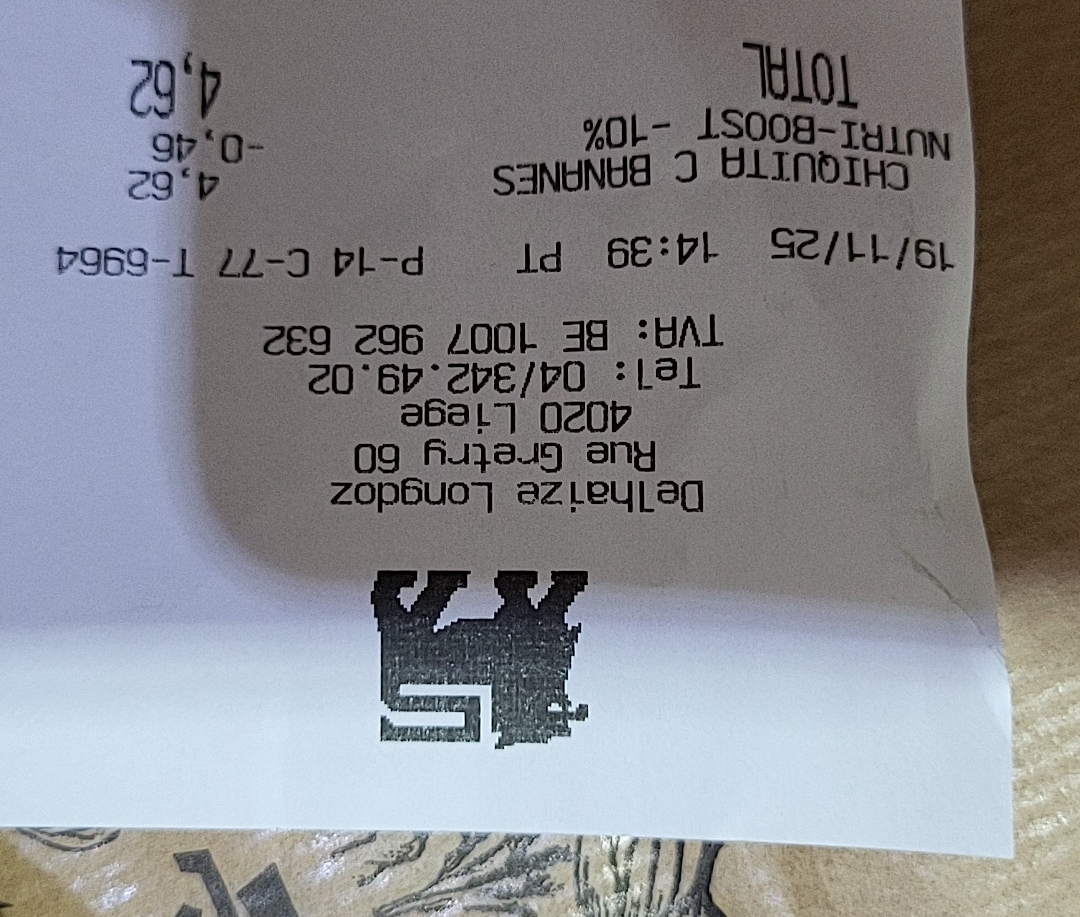 Delhaize Longdoz
Rue Gretry 60
4020 Liege
Tel: 04/342.49.02
TVA: BE 1007 962 632
19/11/25 14:39 PT P-14 C-77 T-6964
CHIQUITA C BANANES 4,62
NUTRI-BOOST -10% -0,46
TOTAL 4,62